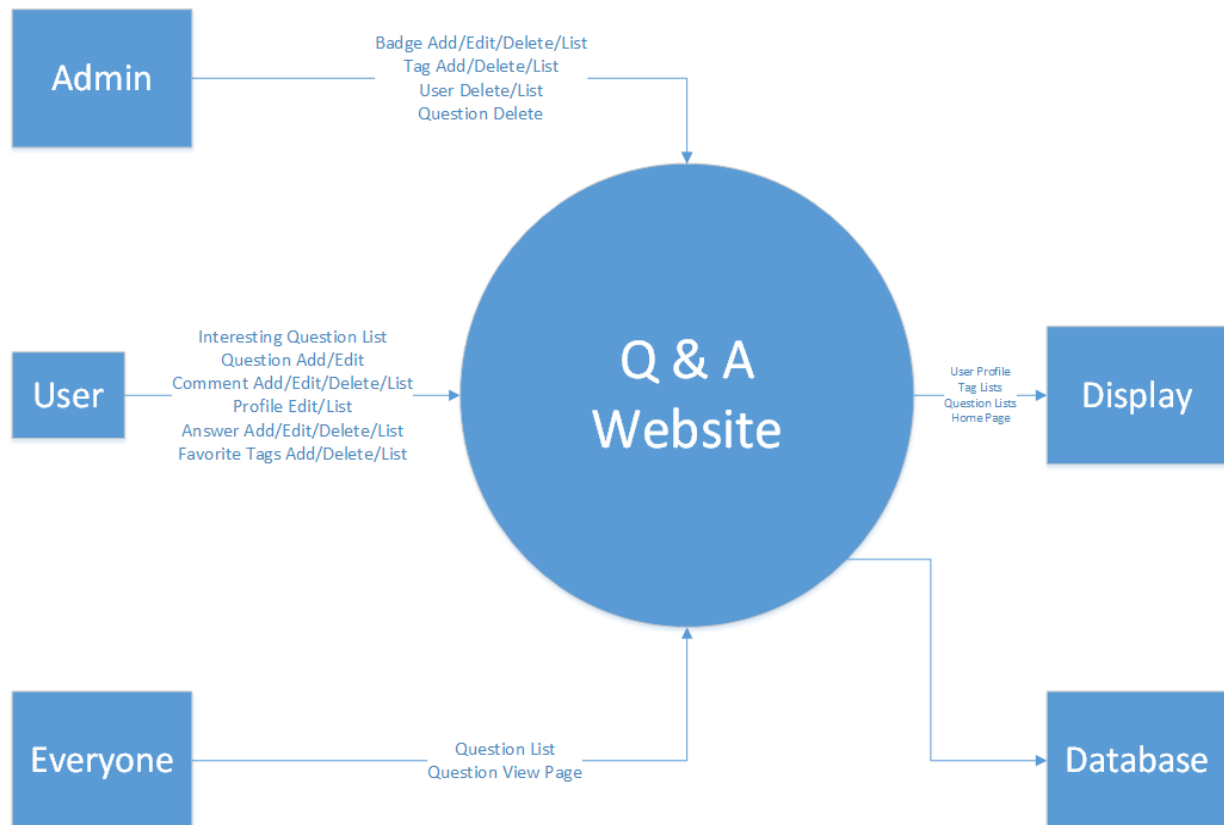 Admin
Badge Add/Edit/Delete/List
Tag Add/Delete/List
User Delete/List
Question Delete
User
Interesting Question List
Question Add/Edit
Comment Add/Edit/Delete/List
Profile Edit/List
Answer Add/Edit/Delete/List
Favorite Tags Add/Delete/List
Q & A
Website
User Profile
Tag Lists
Question Lists
Home Page
Display
Everyone
Question List
Question View Page
Database